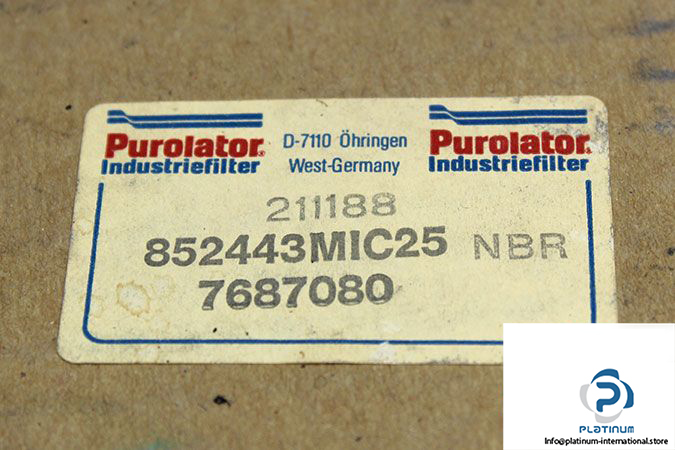 Purolator® Industriefilter
D-7110 Öhringen
West-Germany
Purolator® Industriefilter
211188
852443MIC25 NBR
7687080
PLATINUM
Info@platinum-international.store